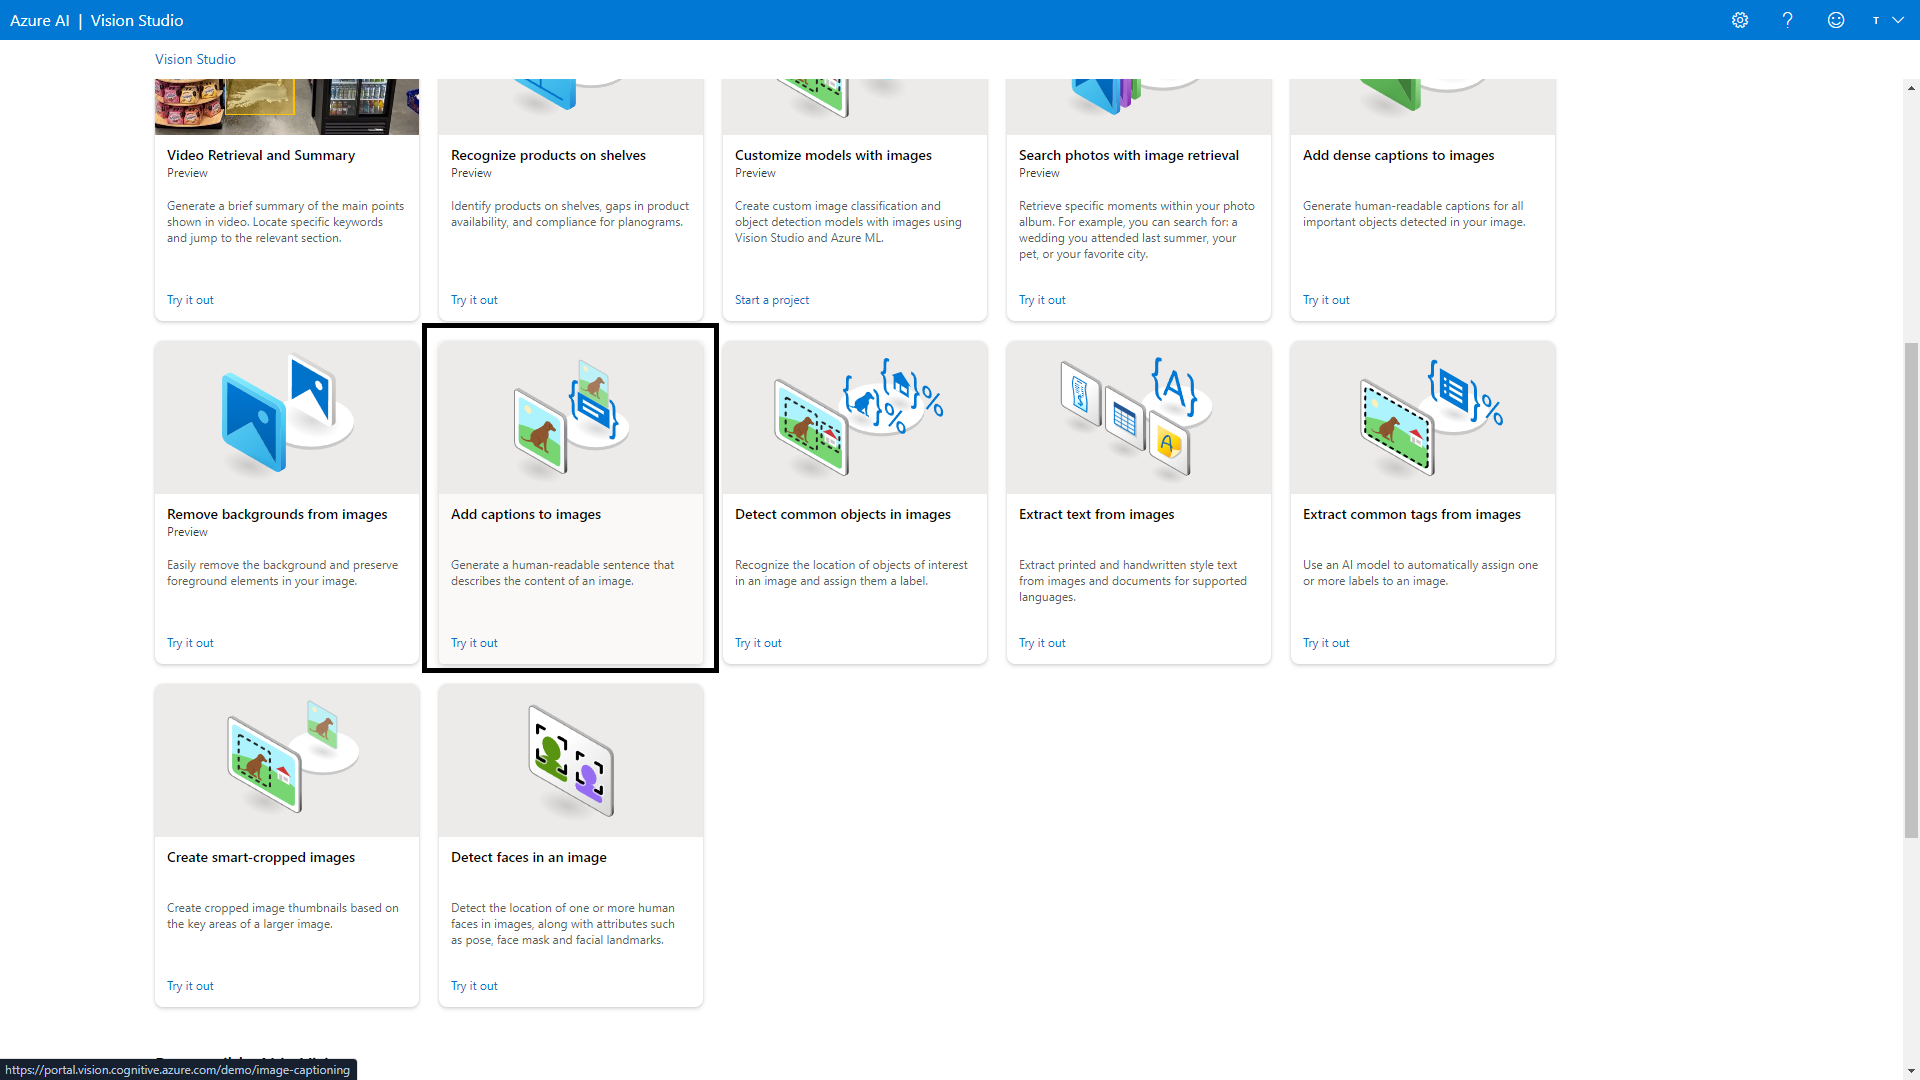 Azure AI | Vision Studio
T
Vision Studio
Video Retrieval and Summary
Preview
Generate a brief summary of the main points
shown in video. Locate specific keywords
and jump to the relevant section.
Try it out
Recognize products on shelves
Preview
Identify products on shelves, gaps in product
availability, and compliance for planograms.
Try it out
Customize models with images
Preview
Create custom image classification and
object detection models with images using
Vision Studio and Azure ML.
Start a project
Search photos with image retrieval
Preview
Retrieve specific moments within your photo
album. For example, you can search for: a
wedding you attended last summer, your
pet, or your favorite city.
Try it out
Add dense captions to images
Generate human-readable captions for all
important objects detected in your image.
Try it out
Remove backgrounds from images
Preview
Easily remove the background and preserve
foreground elements in your image.
Try it out
Add captions to images
Generate a human-readable sentence that
describes the content of an image.
Try it out
Detect common objects in images
Recognize the location of objects of interest
in an image and assign them a label.
Try it out
{A}
A
Extract text from images
Extract printed and handwritten style text
from images and documents for supported
languages.
Try it out
Extract common tags from images
Use an AI model to automatically assign one
or more labels to an image.
Try it out
Create smart-cropped images
Create cropped image thumbnails based on
the key areas of a larger image.
Try it out
Detect faces in an image
Detect the location of one or more human
faces in images, along with attributes such
as pose, face mask and facial landmarks.
Try it out
https://portal.vision.cognitive.azure.com/demo/image-captioning